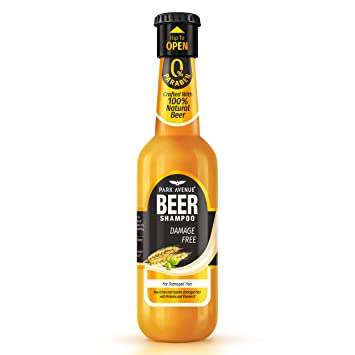 Flip To
OPEN
0%
PARABEN
Crafted With
100%
Natural
Beer
PARK AVENUE
BEER
SHAMPOO
DAMAGE
FREE
For Damaged Hair